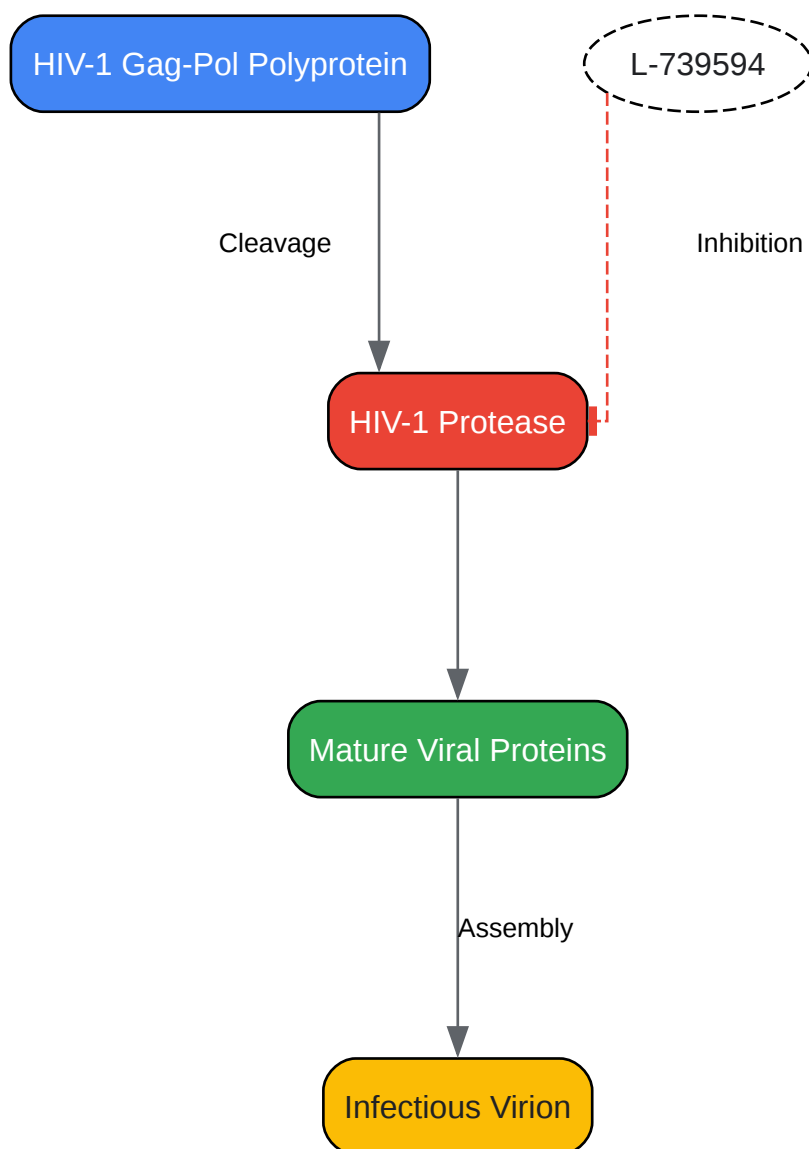 HIV-1 Gag-Pol Polyprotein
L-739594
Cleavage
Inhibition
HIV-1 Protease
Mature Viral Proteins
Assembly
Infectious Virion